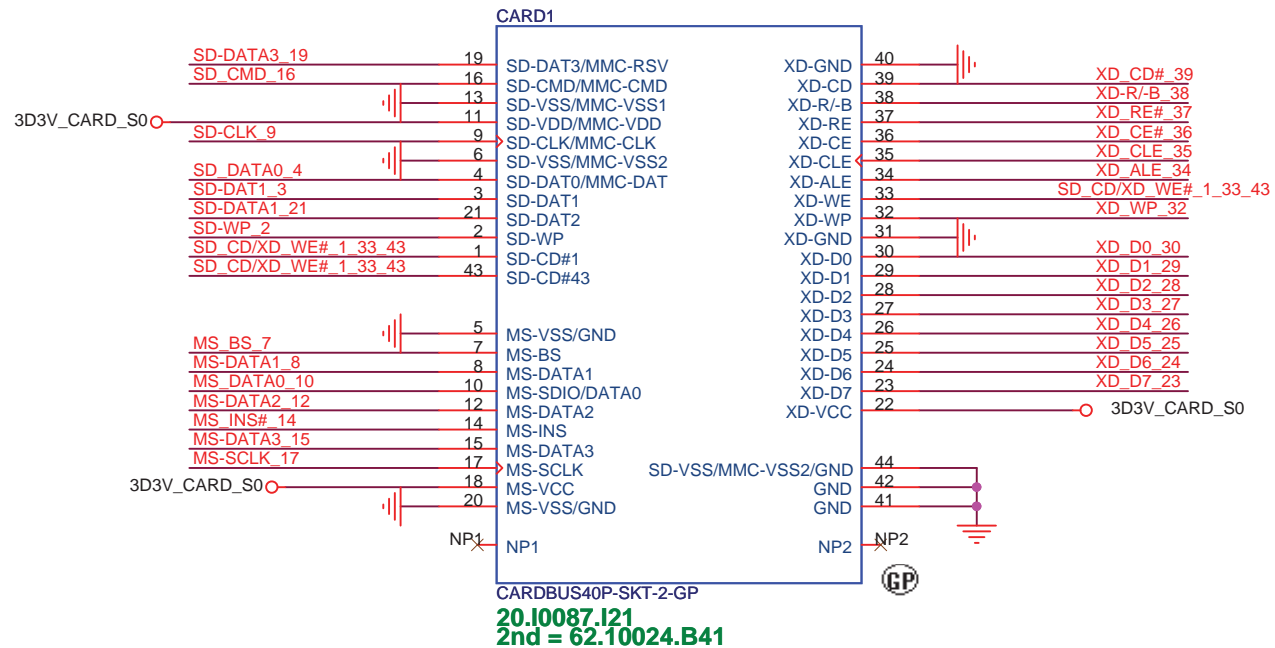 CARD1
SD-DATA3_19 19 SD-DAT3/MMC-RSV XD-GND 40
SD_CMD_16 16 SD-CMD/MMC-CMD XD-CD 39 XD_CD#_39
13 SD-VSS/MMC-VSS1 XD-R/-B 38 XD-R/-B_38
3D3V_CARD_S0 11 SD-VDD/MMC-VDD XD-RE 37 XD_RE#_37
SD-CLK_9 9 SD-CLK/MMC-CLK XD-CE 36 XD_CE#_36
6 SD-VSS/MMC-VSS2 XD-CLE 35 XD_CLE_35
SD_DATA0_4 4 SD-DAT0/MMC-DAT XD-ALE 34 XD_ALE_34
SD-DAT1_3 3 SD-DAT1 XD-WE 33 SD_CD/XD_WE#_1_33_43
SD-DATA1_21 21 SD-DAT2 XD-WP 32 XD_WP_32
SD-WP_2 2 SD-WP XD-GND 31
SD_CD/XD_WE#_1_33_43 1 SD-CD#1 XD-D0 30 XD_D0_30
SD_CD/XD_WE#_1_33_43 43 SD-CD#43 XD-D1 29 XD_D1_29
XD-D2 28 XD_D2_28
XD-D3 27 XD_D3_27
5 MS-VSS/GND XD-D4 26 XD_D4_26
MS_BS_7 7 MS-BS XD-D5 25 XD_D5_25
MS-DATA1_8 8 MS-DATA1 XD-D6 24 XD_D6_24
MS_DATA0_10 10 MS-SDIO/DATA0 XD-D7 23 XD_D7_23
MS-DATA2_12 12 MS-DATA2 XD-VCC 22 3D3V_CARD_S0
MS_INS#_14 14 MS-INS
MS-DATA3_15 15 MS-DATA3
MS-SCLK_17 17 MS-SCLK SD-VSS/MMC-VSS2/GND 44
3D3V_CARD_S0 18 MS-VCC GND 42
20 MS-VSS/GND GND 41
NP1 NP1 NP2 NP2
GP
CARDBUS40P-SKT-2-GP
20.I0087.I21
2nd = 62.10024.B41